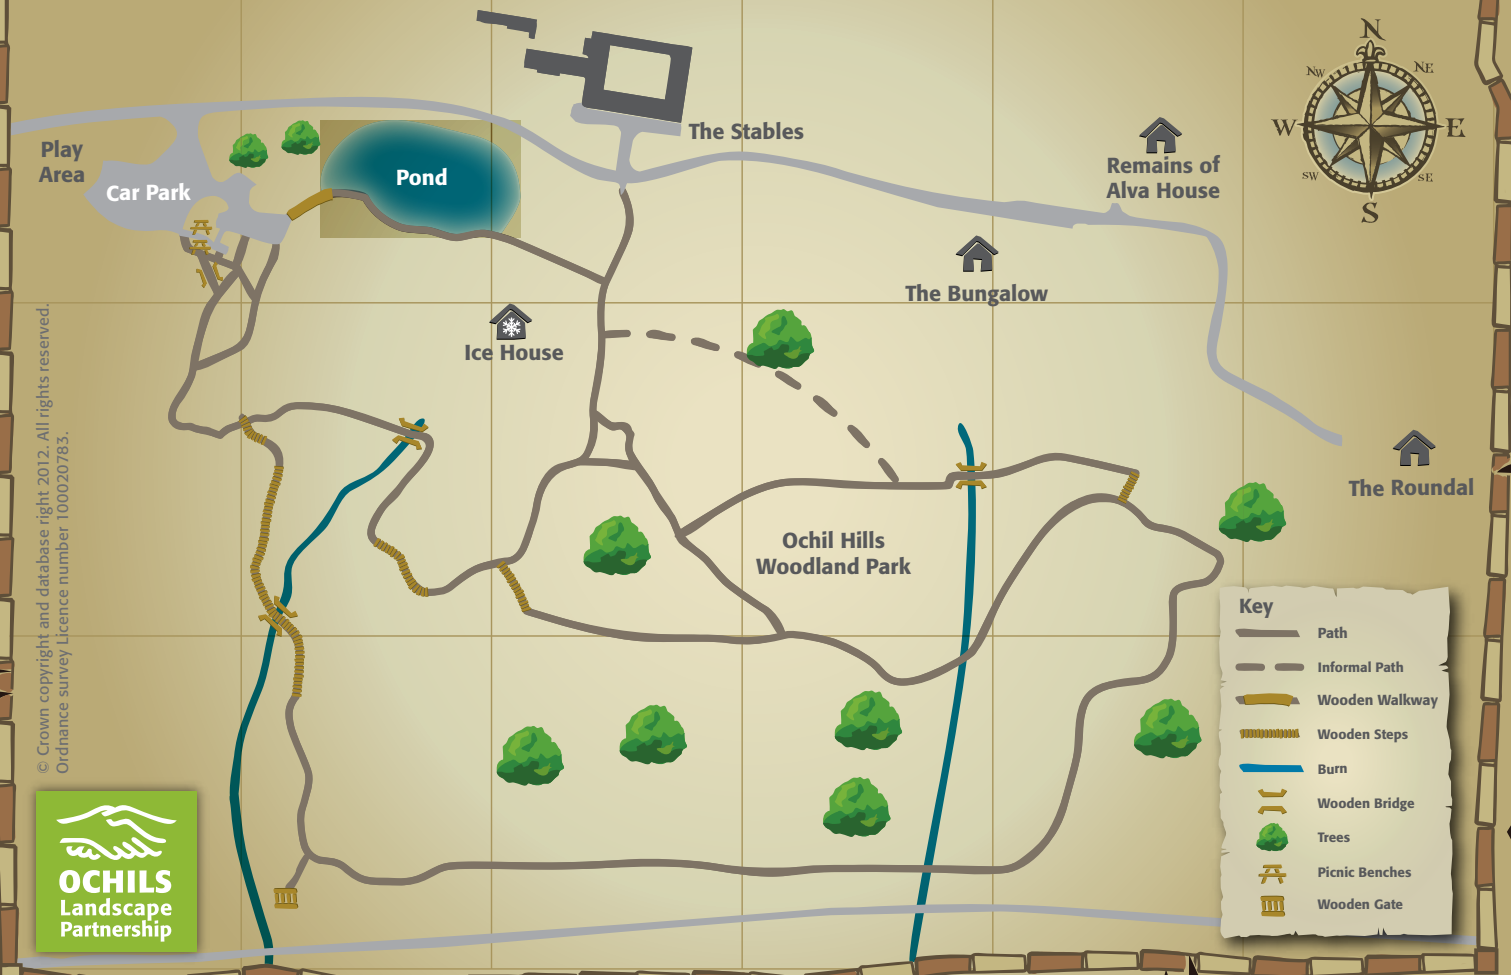 N
NW
NE
W
E
SW
SE
S
The Stables
Play
Area
Car Park
Pond
Remains of
Alva House
The Bungalow
Ice House
The Roundal
Ochil Hills
Woodland Park
© Crown copyright and database right 2012. All rights reserved.
Ordnance survey Licence number 100020783.
Key
Path
Informal Path
Wooden Walkway
Wooden Steps
Burn
Wooden Bridge
Trees
Picnic Benches
Wooden Gate
OCHILS
Landscape
Partnership